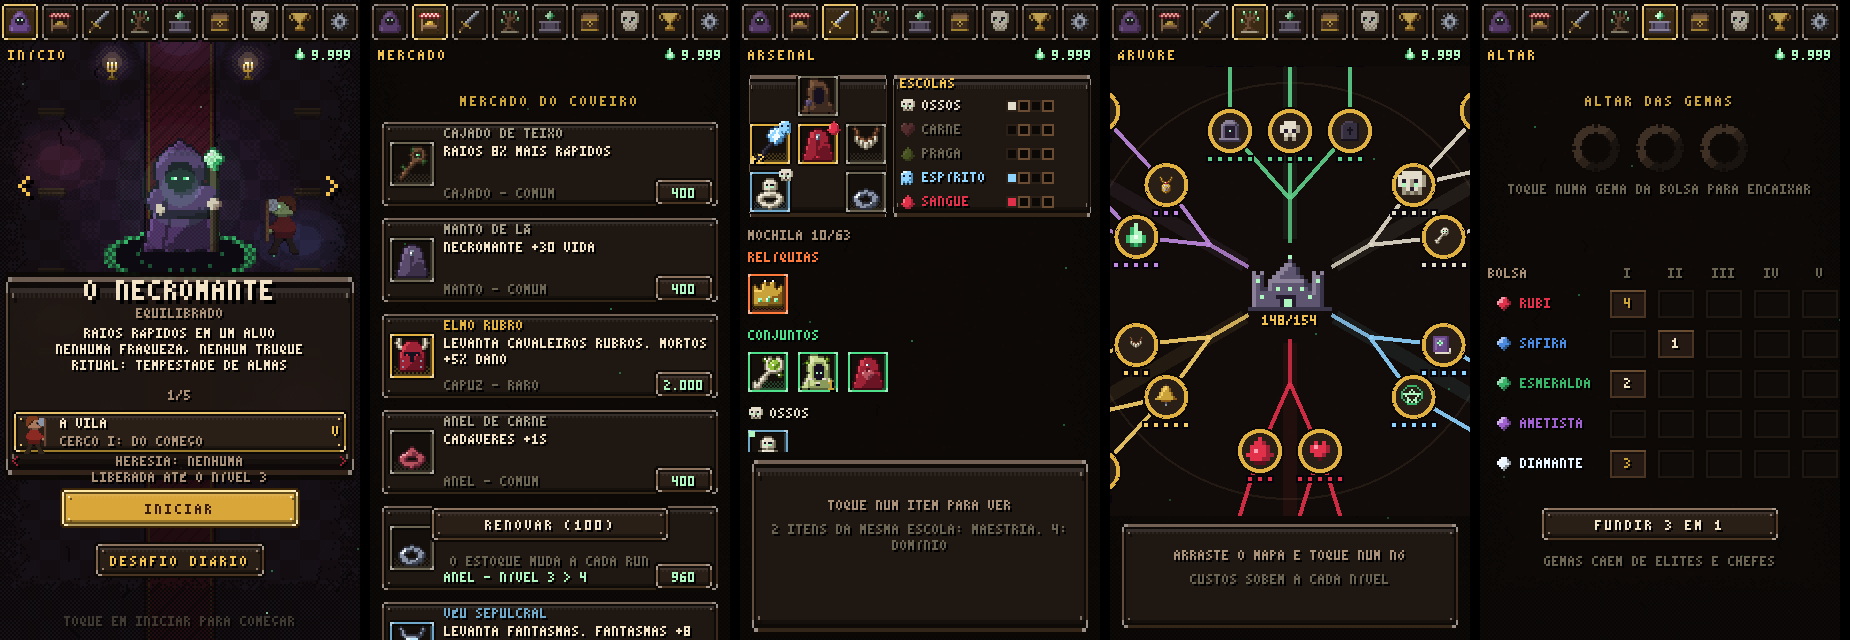 INÍCIO
9.999
O NECROMANTE
EQUILIBRADO
RAIOS RÁPIDOS EM UM ALVO
NENHUMA FRAQUEZA, NENHUM TRUQUE
RITUAL: TEMPESTADE DE ALMAS
1/5
A VILA
CERCO I: DO COMEÇO
V
HERESIA: NENHUMA
LIBERADA ATÉ O NÍVEL 3
INICIAR
DESAFIO DIÁRIO
TOQUE EM INICIAR PARA COMEÇAR
MERCADO
9.999
MERCADO DO COVEIRO
CAJADO DE TEIXO
RAIOS 8% MAIS RÁPIDOS
CAJADO - COMUM
400
MANTO DE LÃ
NECROMANTE +30 VIDA
MANTO - COMUM
400
ELMO RUBRO
LEVANTA CAVALEIROS RUBROS. MORTOS
+5% DANO
CAPUZ - RARO
2.000
ANEL DE CARNE
CADÁVERES +1S
ANEL - COMUM
400
RENOVAR (100)
O ESTOQUE MUDA A CADA RUN
ANEL - NÍVEL 3 > 4
960
VÉU SEPULCRAL
LEVANTA FANTASMAS. FANTASMAS +8
ARSENAL
9.999
+2
ESCOLAS
OSSOS
CARNE
PRAGA
ESPÍRITO
SANGUE
MOCHILA 10/63
RELÍQUIAS
CONJUNTOS
OSSOS
TOQUE NUM ITEM PARA VER
2 ITENS DA MESMA ESCOLA: MAESTRIA. 4:
DOMÍNIO
ÁRVORE
9.999
148/154
ARRASTE O MAPA E TOQUE NUM NÓ
CUSTOS SOBEM A CADA NÍVEL
ALTAR
9.999
ALTAR DAS GEMAS
TOQUE NUMA GEMA DA BOLSA PARA ENCAIXAR
BOLSA I II III IV V
RUBI 4
SAFIRA 1
ESMERALDA 2
AMETISTA
DIAMANTE 3
FUNDIR 3 EM 1
GEMAS CAEM DE ELITES E CHEFES